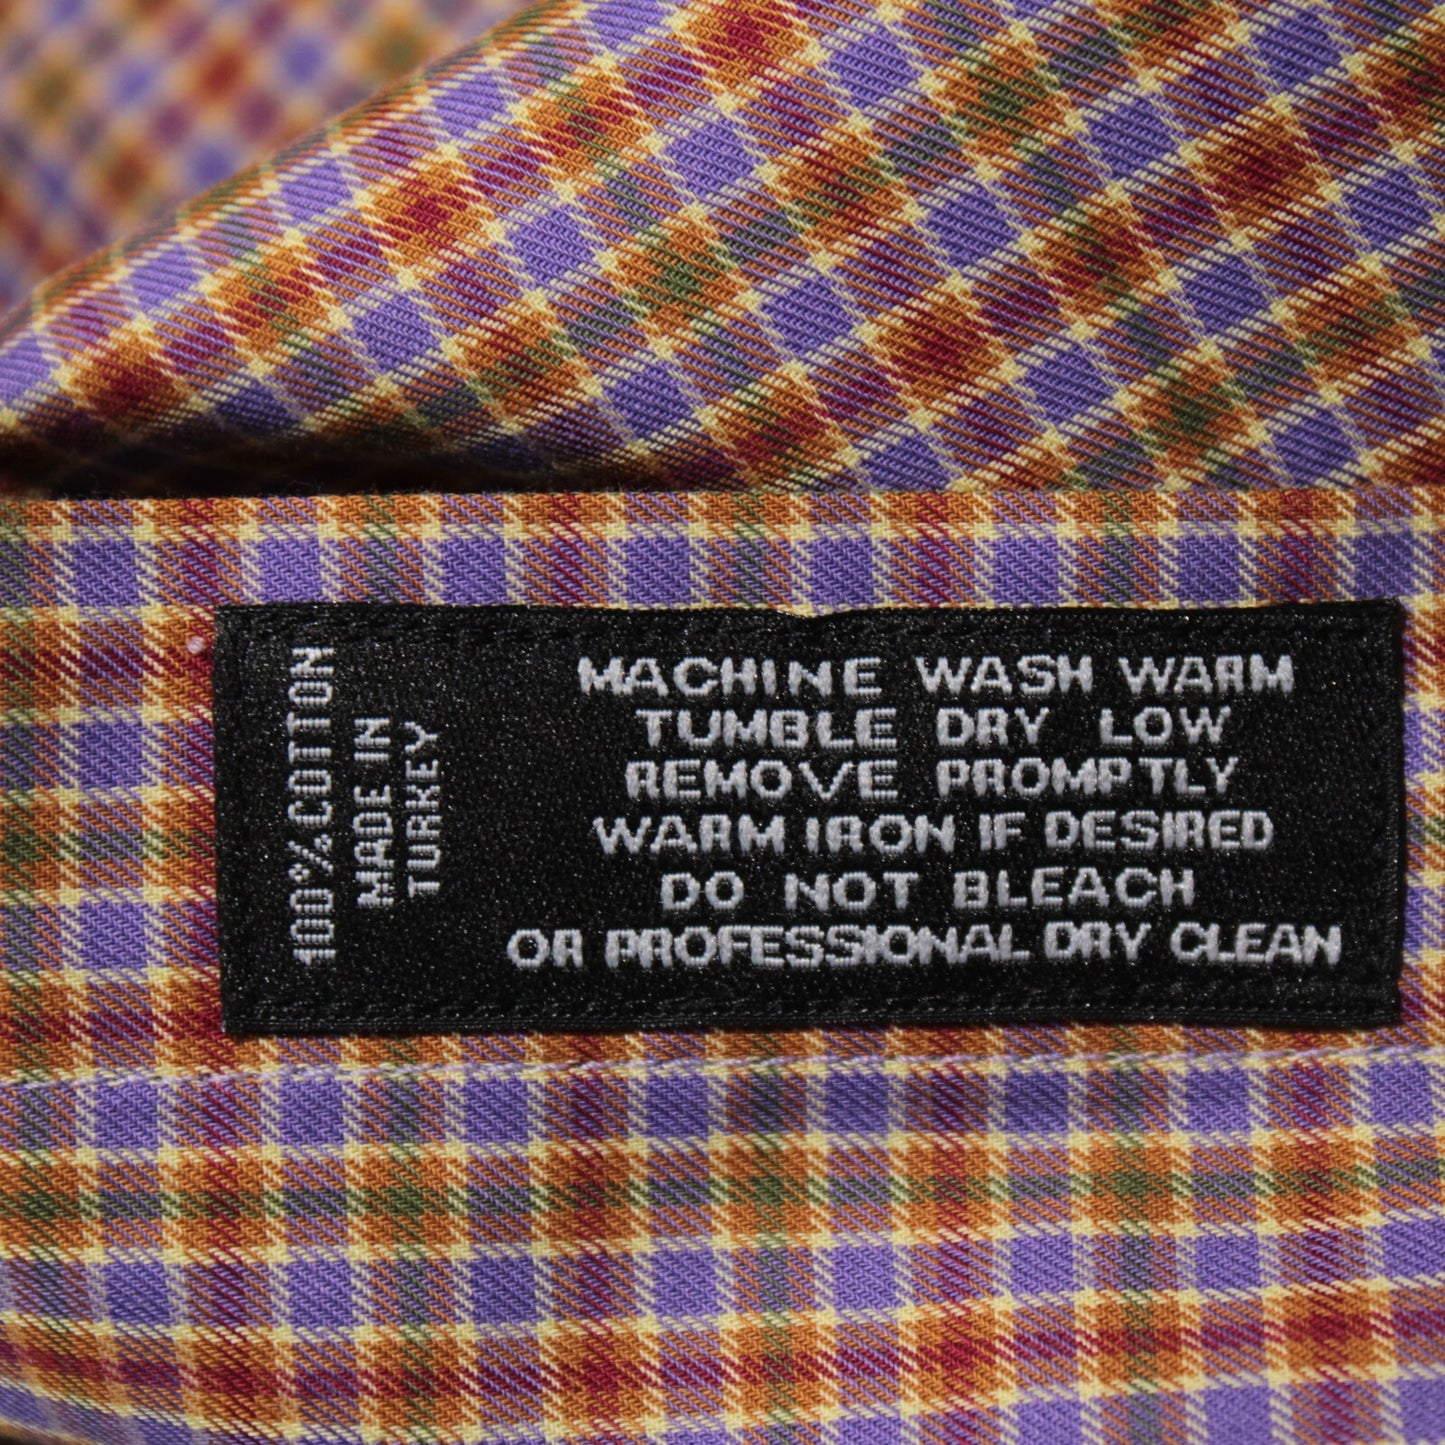 100% COTTON
MADE IN
TURKEY
MACHINE WASH WARM
TUMBLE DRY LOW
REMOVE PROMPTLY
WARM IRON IF DESIRED
DO NOT BLEACH
OR PROFESSIONAL DRY CLEAN